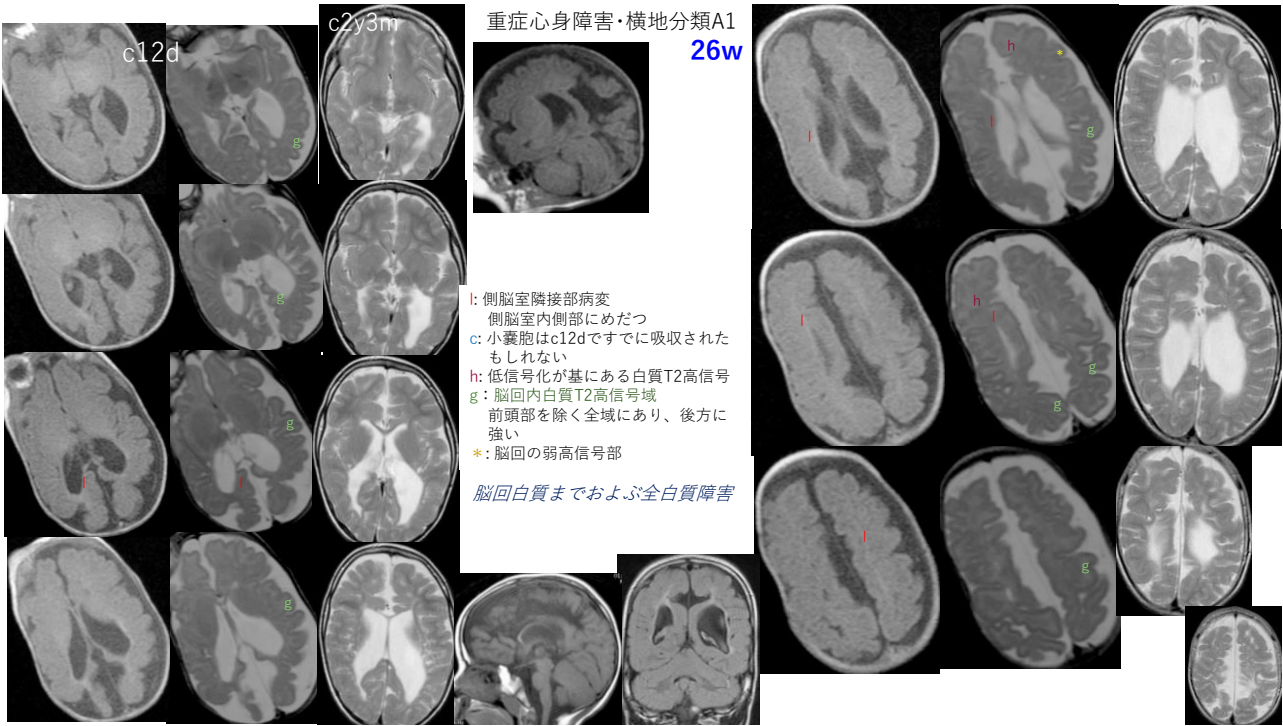 c12d
c2y3m
重症心身障害・横地分類A1
26w
g
g
g
l
l
g
l: 側脳室隣接部病変
側脳室内側部にめだつ
c: 小嚢胞はc12dですでに吸収された
もしれない
h: 低信号化が基にある白質T2高信号
g：脳回内白質T2高信号域
前頭部を除く全域にあり、後方に
強い
*: 脳回の弱高信号部
脳回白質までおよぶ全白質障害
h
*
l
l
g
h
l
l
g
g
l
g